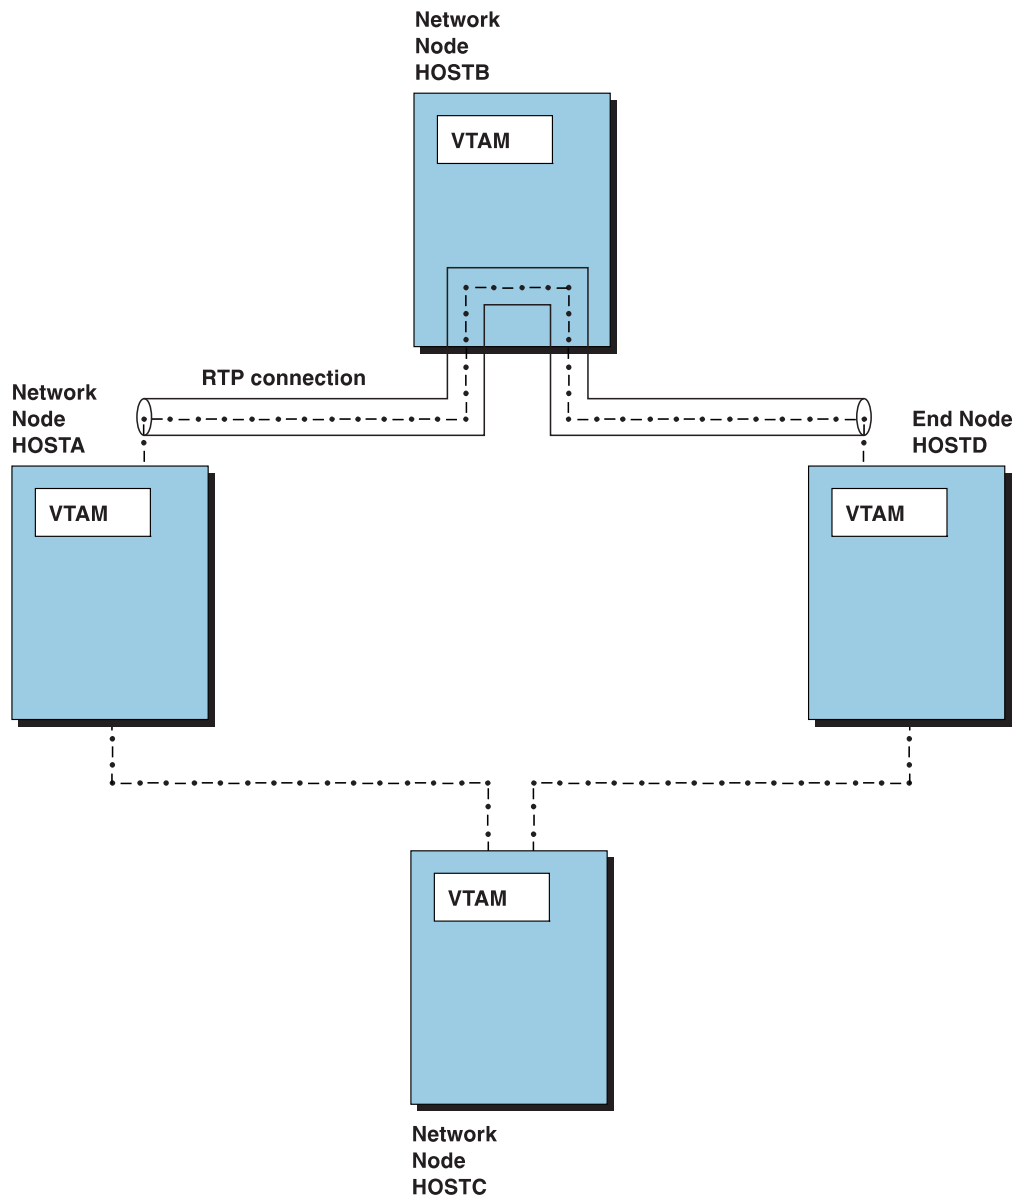 Network
Node
HOSTB
VTAM
RTP connection
Network
Node
HOSTA
End Node
HOSTD
VTAM
VTAM
VTAM
Network
Node
HOSTC